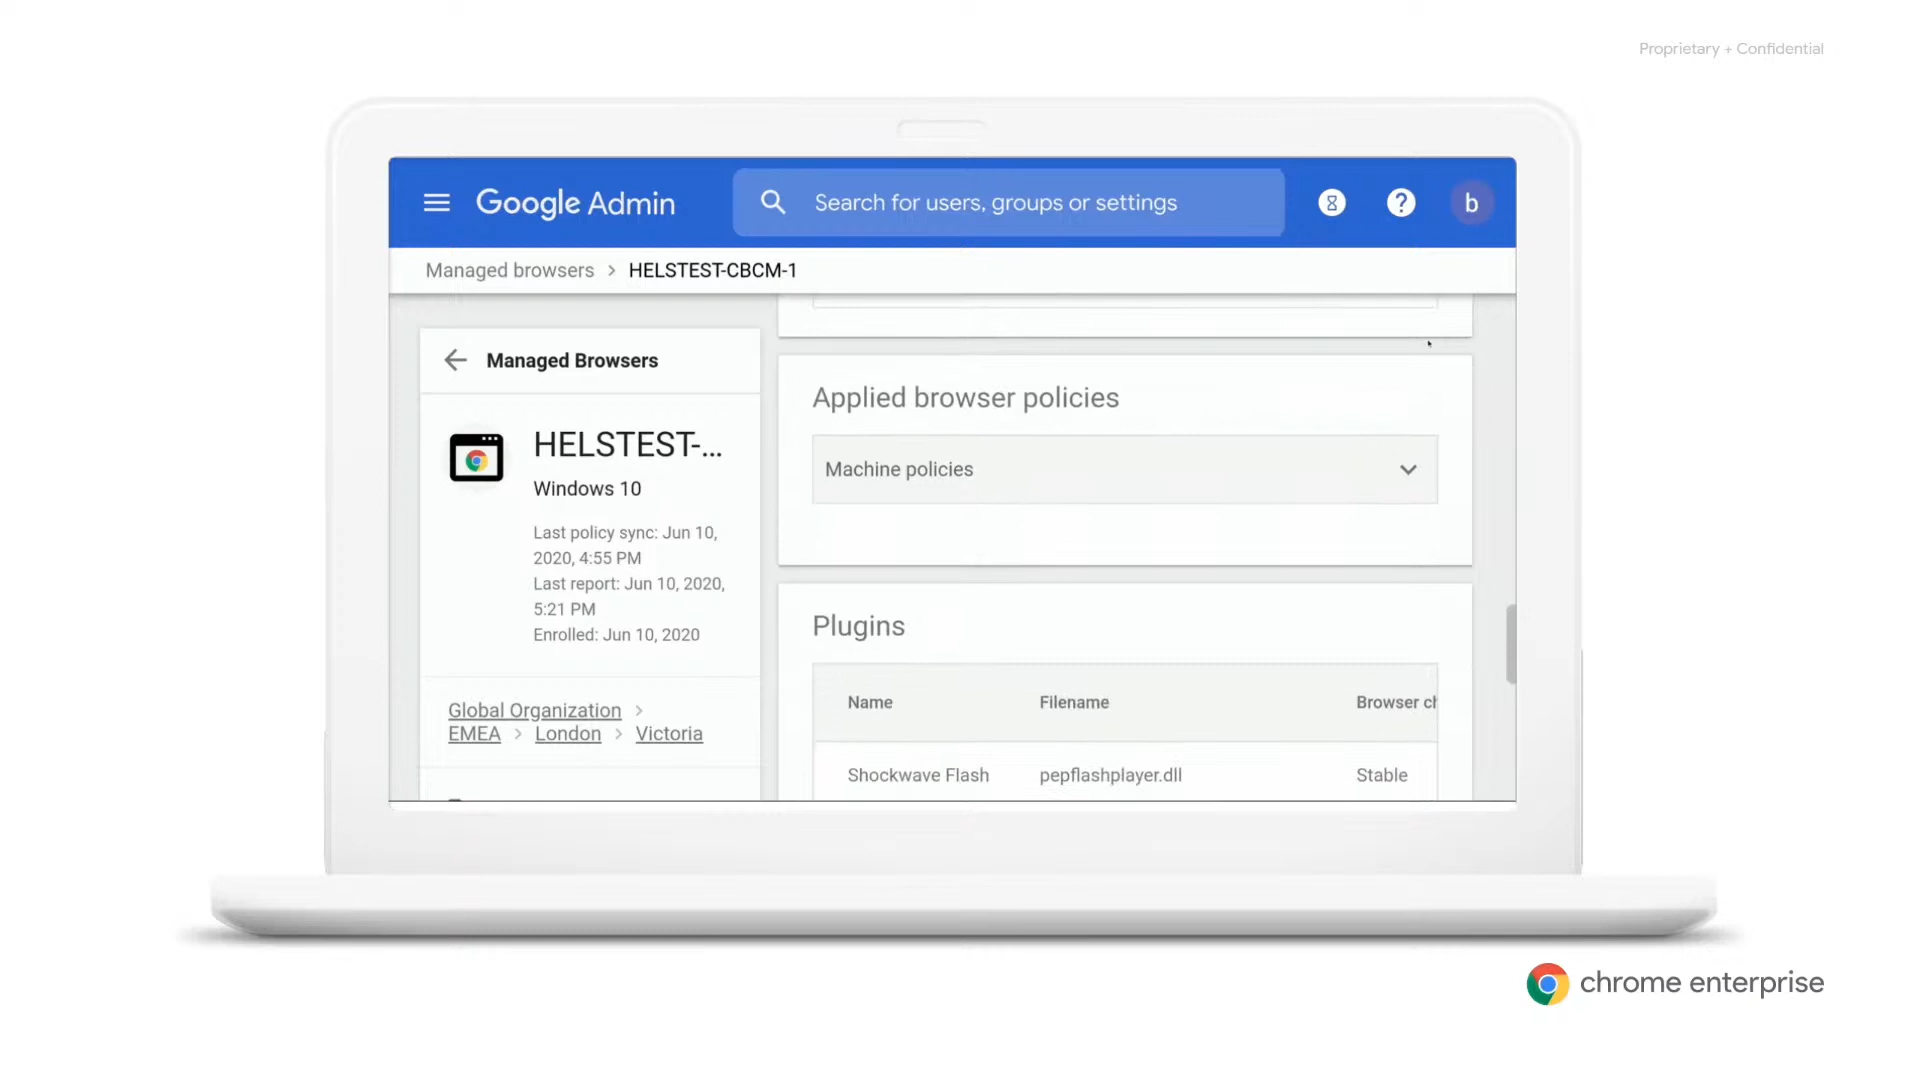 Proprietary + Confidential
Google Admin
Search for users, groups or settings
b
Managed browsers > HELSTEST-CBCM-1
Managed Browsers
HELSTEST-...
Windows 10
Last policy sync: Jun 10,
2020, 4:55 PM
Last report: Jun 10, 2020,
5:21 PM
Enrolled: Jun 10, 2020
Global Organization >
EMEA > London > Victoria
Applied browser policies
Machine policies
Plugins
Name Filename Browser ch
Shockwave Flash pepflashplayer.dll Stable
chrome enterprise